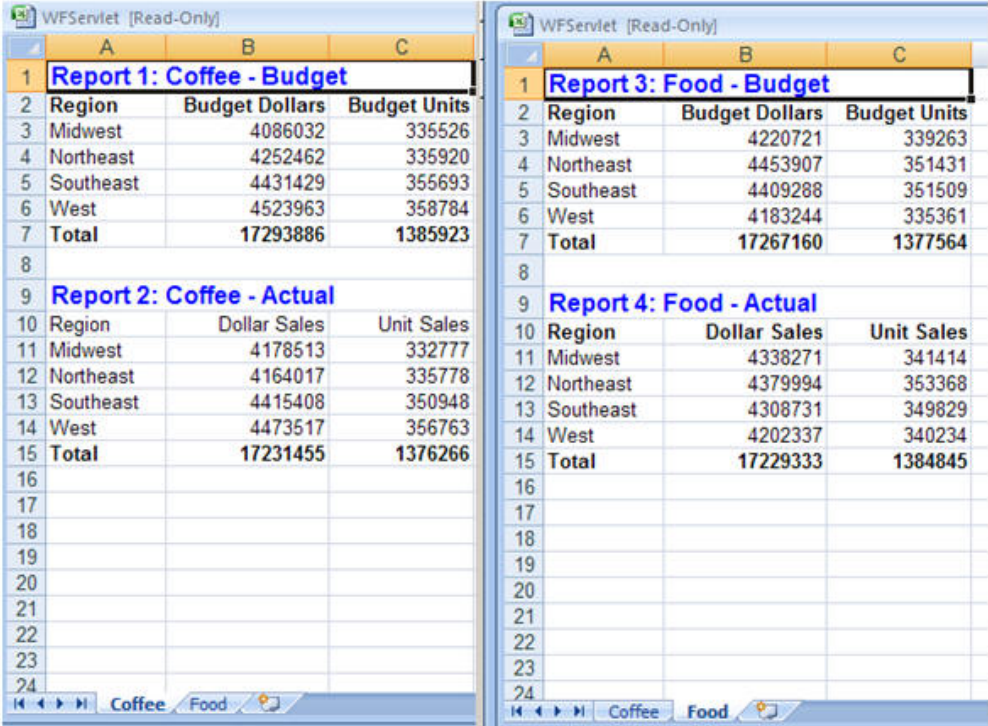 WFServlet [Read-Only]
A B C
1 Report 1: Coffee - Budget
2 Region Budget Dollars Budget Units
3 Midwest 4086032 335526
4 Northeast 4252462 335920
5 Southeast 4431429 355693
6 West 4523963 358784
7 Total 17293886 1385923
8
9 Report 2: Coffee - Actual
10 Region Dollar Sales Unit Sales
11 Midwest 4178513 332777
12 Northeast 4164017 335778
13 Southeast 4415408 350948
14 West 4473517 356763
15 Total 17231455 1376266
16
17
18
19
20
21
22
23
24
Coffee Food
WFServlet [Read-Only]
A B C
1 Report 3: Food - Budget
2 Region Budget Dollars Budget Units
3 Midwest 4220721 339263
4 Northeast 4453907 351431
5 Southeast 4409288 351509
6 West 4183244 335361
7 Total 17267160 1377564
8
9 Report 4: Food - Actual
10 Region Dollar Sales Unit Sales
11 Midwest 4338271 341414
12 Northeast 4379994 353368
13 Southeast 4308731 349829
14 West 4202337 340234
15 Total 17229333 1384845
16
17
18
19
20
21
22
23
24
Coffee Food